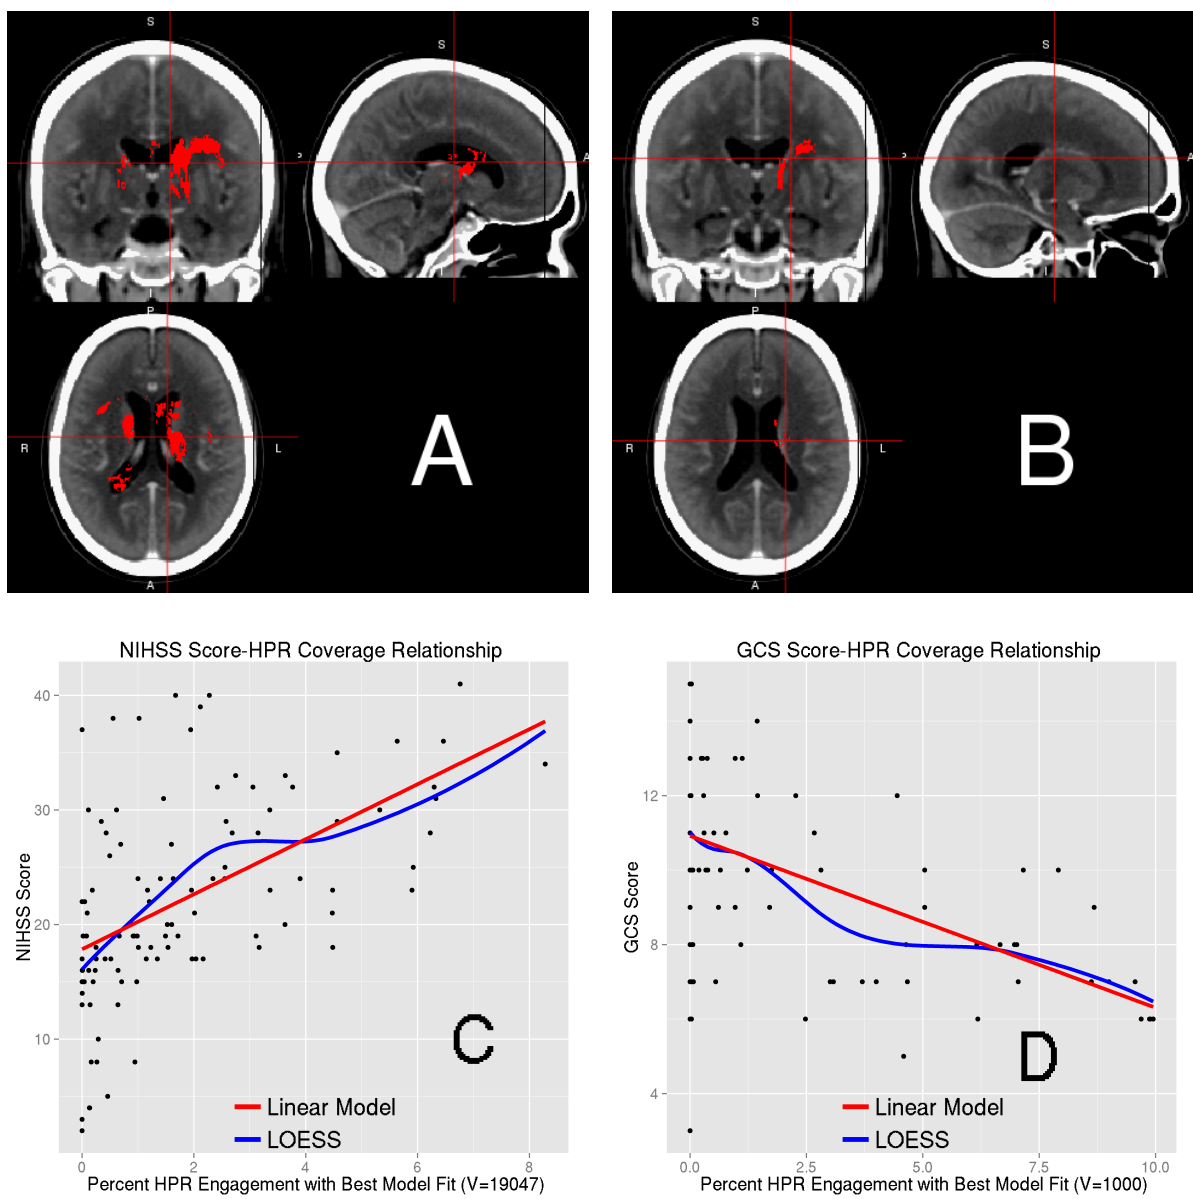 S
S
A
I
I
P
R
L
A
A
S
S
A
I
I
P
R
L
A
B
NIHSS Score-HPR Coverage Relationship
NIHSS Score
40
30
20
10
0 2 4 6 8
C
Linear Model
LOESS
Percent HPR Engagement with Best Model Fit (V=19047)
GCS Score-HPR Coverage Relationship
GCS Score
12
8
4
0.0 2.5 5.0 7.5 10.0
D
Linear Model
LOESS
Percent HPR Engagement with Best Model Fit (V=1000)